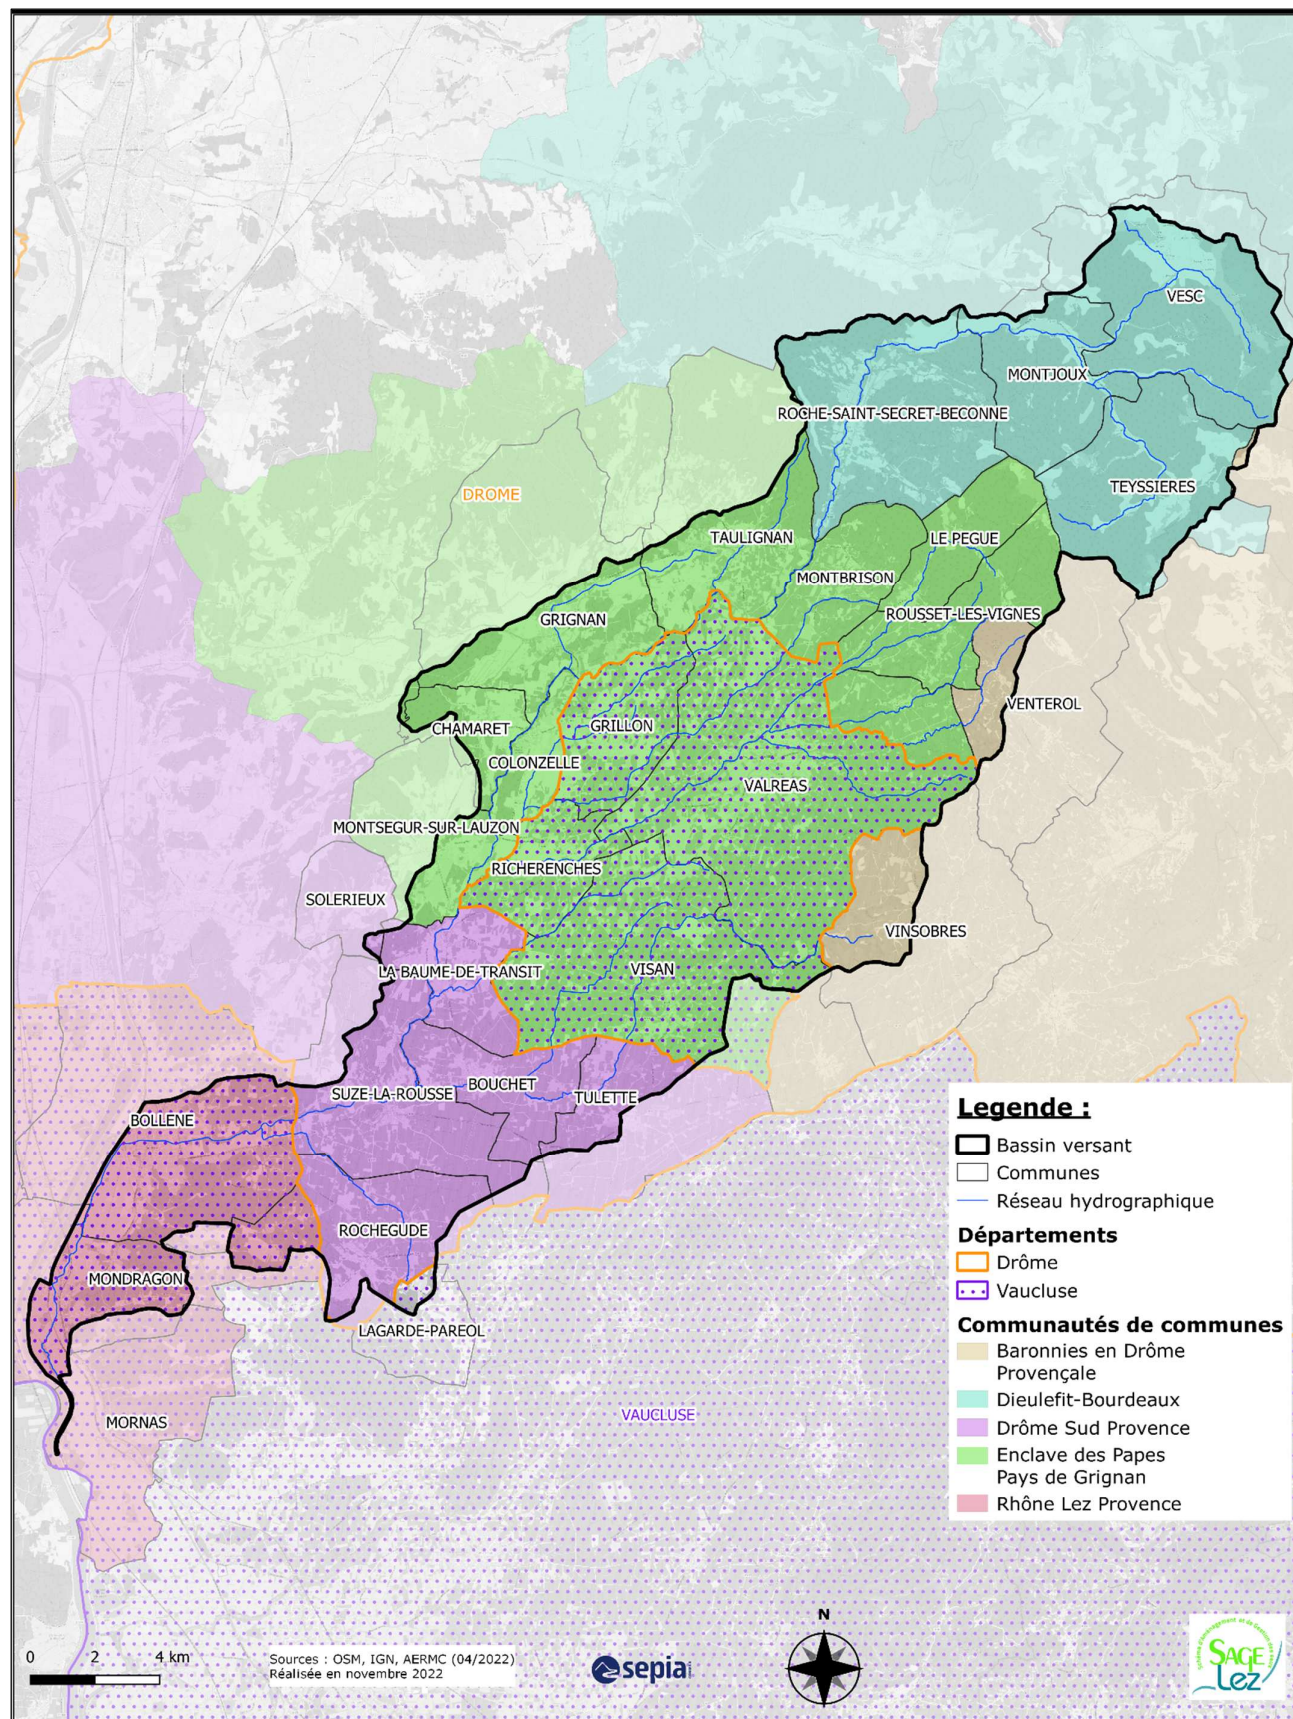 VESC
MONTJOUX
ROCHE-SAINT-SECRET-BECONNE
TEYSSIERES
DROME
TAULIGNAN
LE PEGUE
MONTBRISON
GRIGNAN
ROUSSET-LES-VIGNES
VENTEROL
CHAMARET
GRILLON
COLONZELLE
VALREAS
MONTSEGUR-SUR-LAUZON
RICHERENCHES
SOLERIEUX
VINSOBRES
LA-BAUME-DE-TRANSIT
VISAN
BOUCHET
SUZE-LA-ROUSSE
TULETTE
BOLLENE
ROCHEGUDE
MONDRAGON
LAGARDE-PAREOL
MORNAS
VAUCLUSE
Legende :
Bassin versant
Communes
Réseau hydrographique
Départements
Drôme
Vaucluse
Communautés de communes
Baronnies en Drôme
Provençale
Dieulefit-Bourdeaux
Drôme Sud Provence
Enclave des Papes
Pays de Grignan
Rhône Lez Provence
0 2 4 km
Sources : OSM, IGN, AERMC (04/2022)
Réalisée en novembre 2022
sepia
N
SAGE
Lez